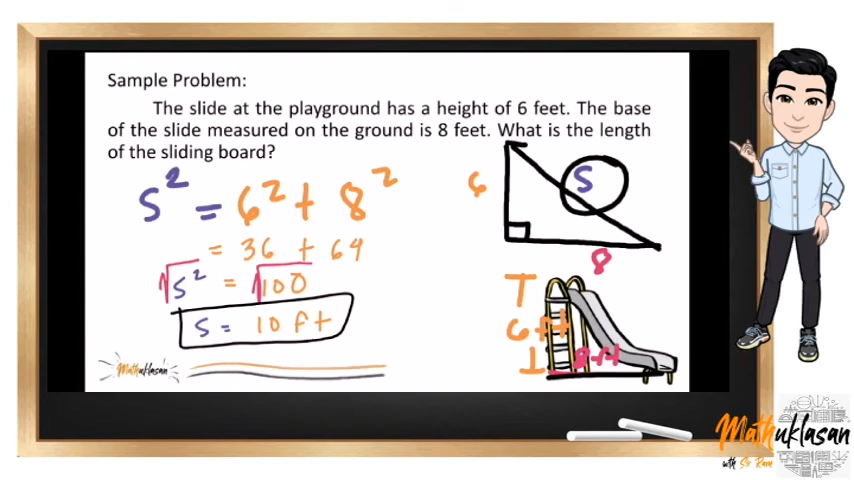 Sample Problem:
The slide at the playground has a height of 6 feet. The base
of the slide measured on the ground is 8 feet. What is the length
of the sliding board?
s² = 6² + 8²
= 36 + 64
√s² = √100
s = 10 ft
6
S
8
6 ft
8 ft
Mathuklasan
Mathuklasan
with Sir Ram